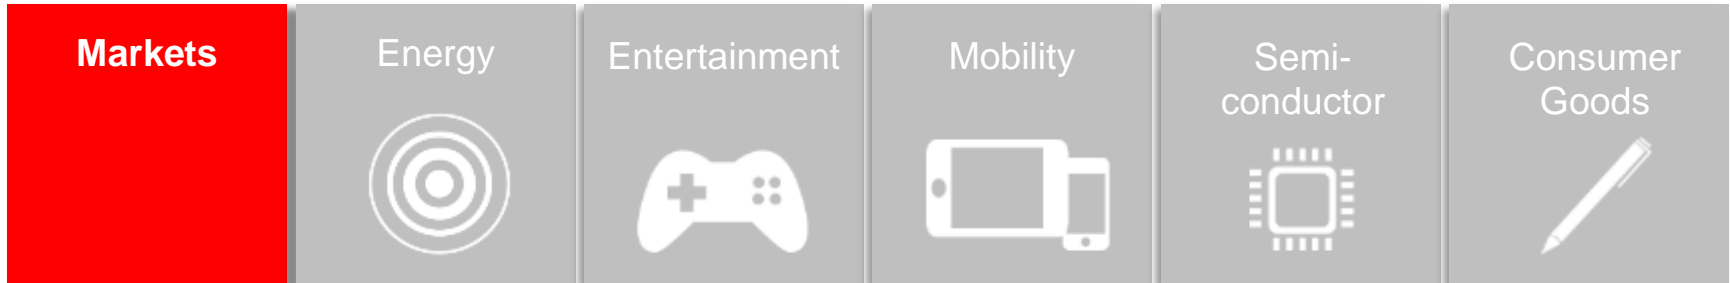 Markets
Energy
Entertainment
Mobility
Semi-
conductor
Consumer
Goods